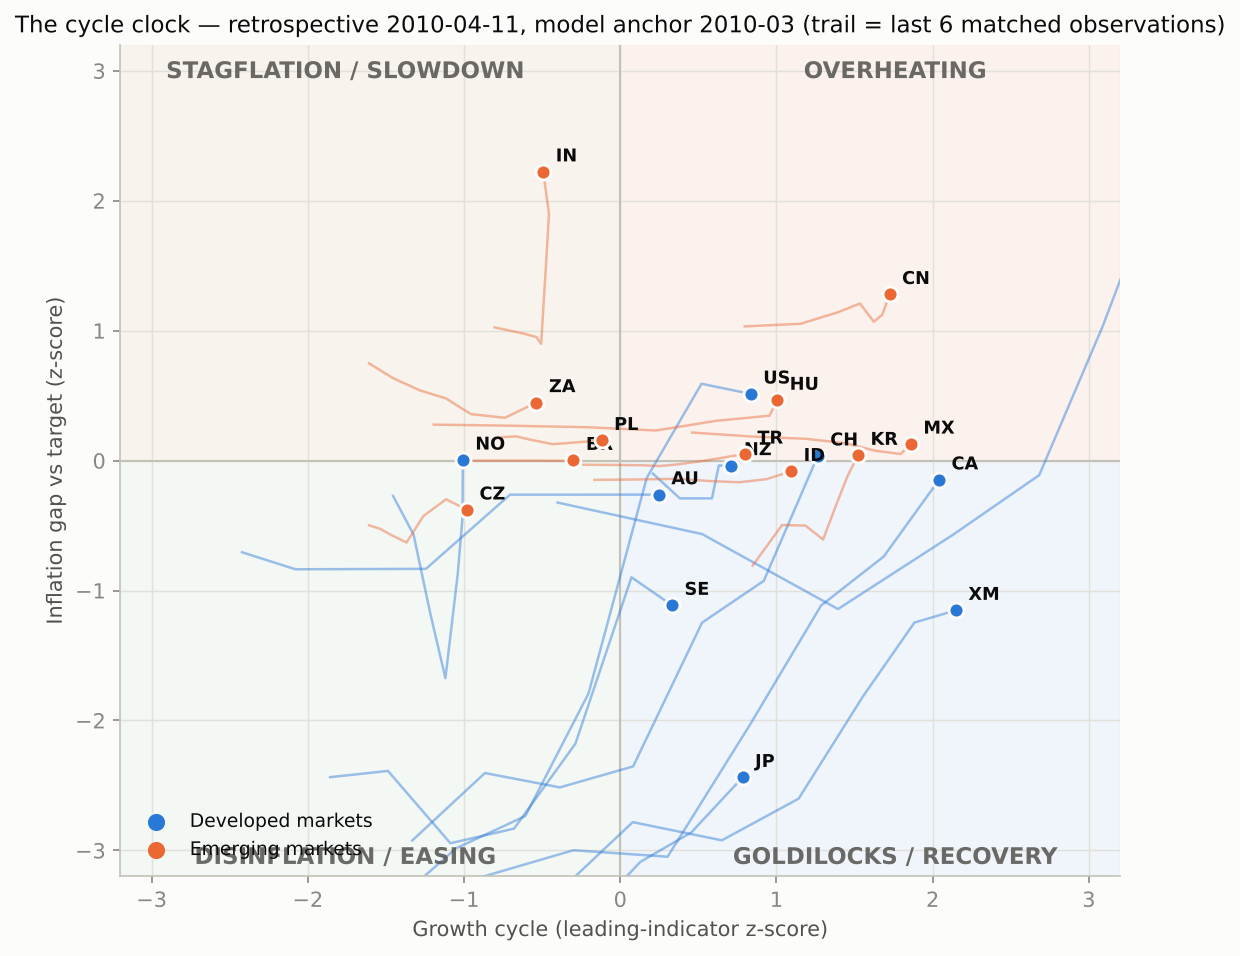 The cycle clock — retrospective 2010-04-11, model anchor 2010-03 (trail = last 6 matched observations)
STAGFLATION / SLOWDOWN
OVERHEATING
IN
CN
ZA
US
HU
PL
NO
BR
TR
NZ
ID
CH
KR
MX
CA
AU
CZ
SE
XM
JP
Developed markets
Emerging markets
DISINFLATION / EASING
GOLDILOCKS / RECOVERY
3
2
1
0
−1
−2
−3
−3
−2
−1
0
1
2
3
Inflation gap vs target (z-score)
Growth cycle (leading-indicator z-score)